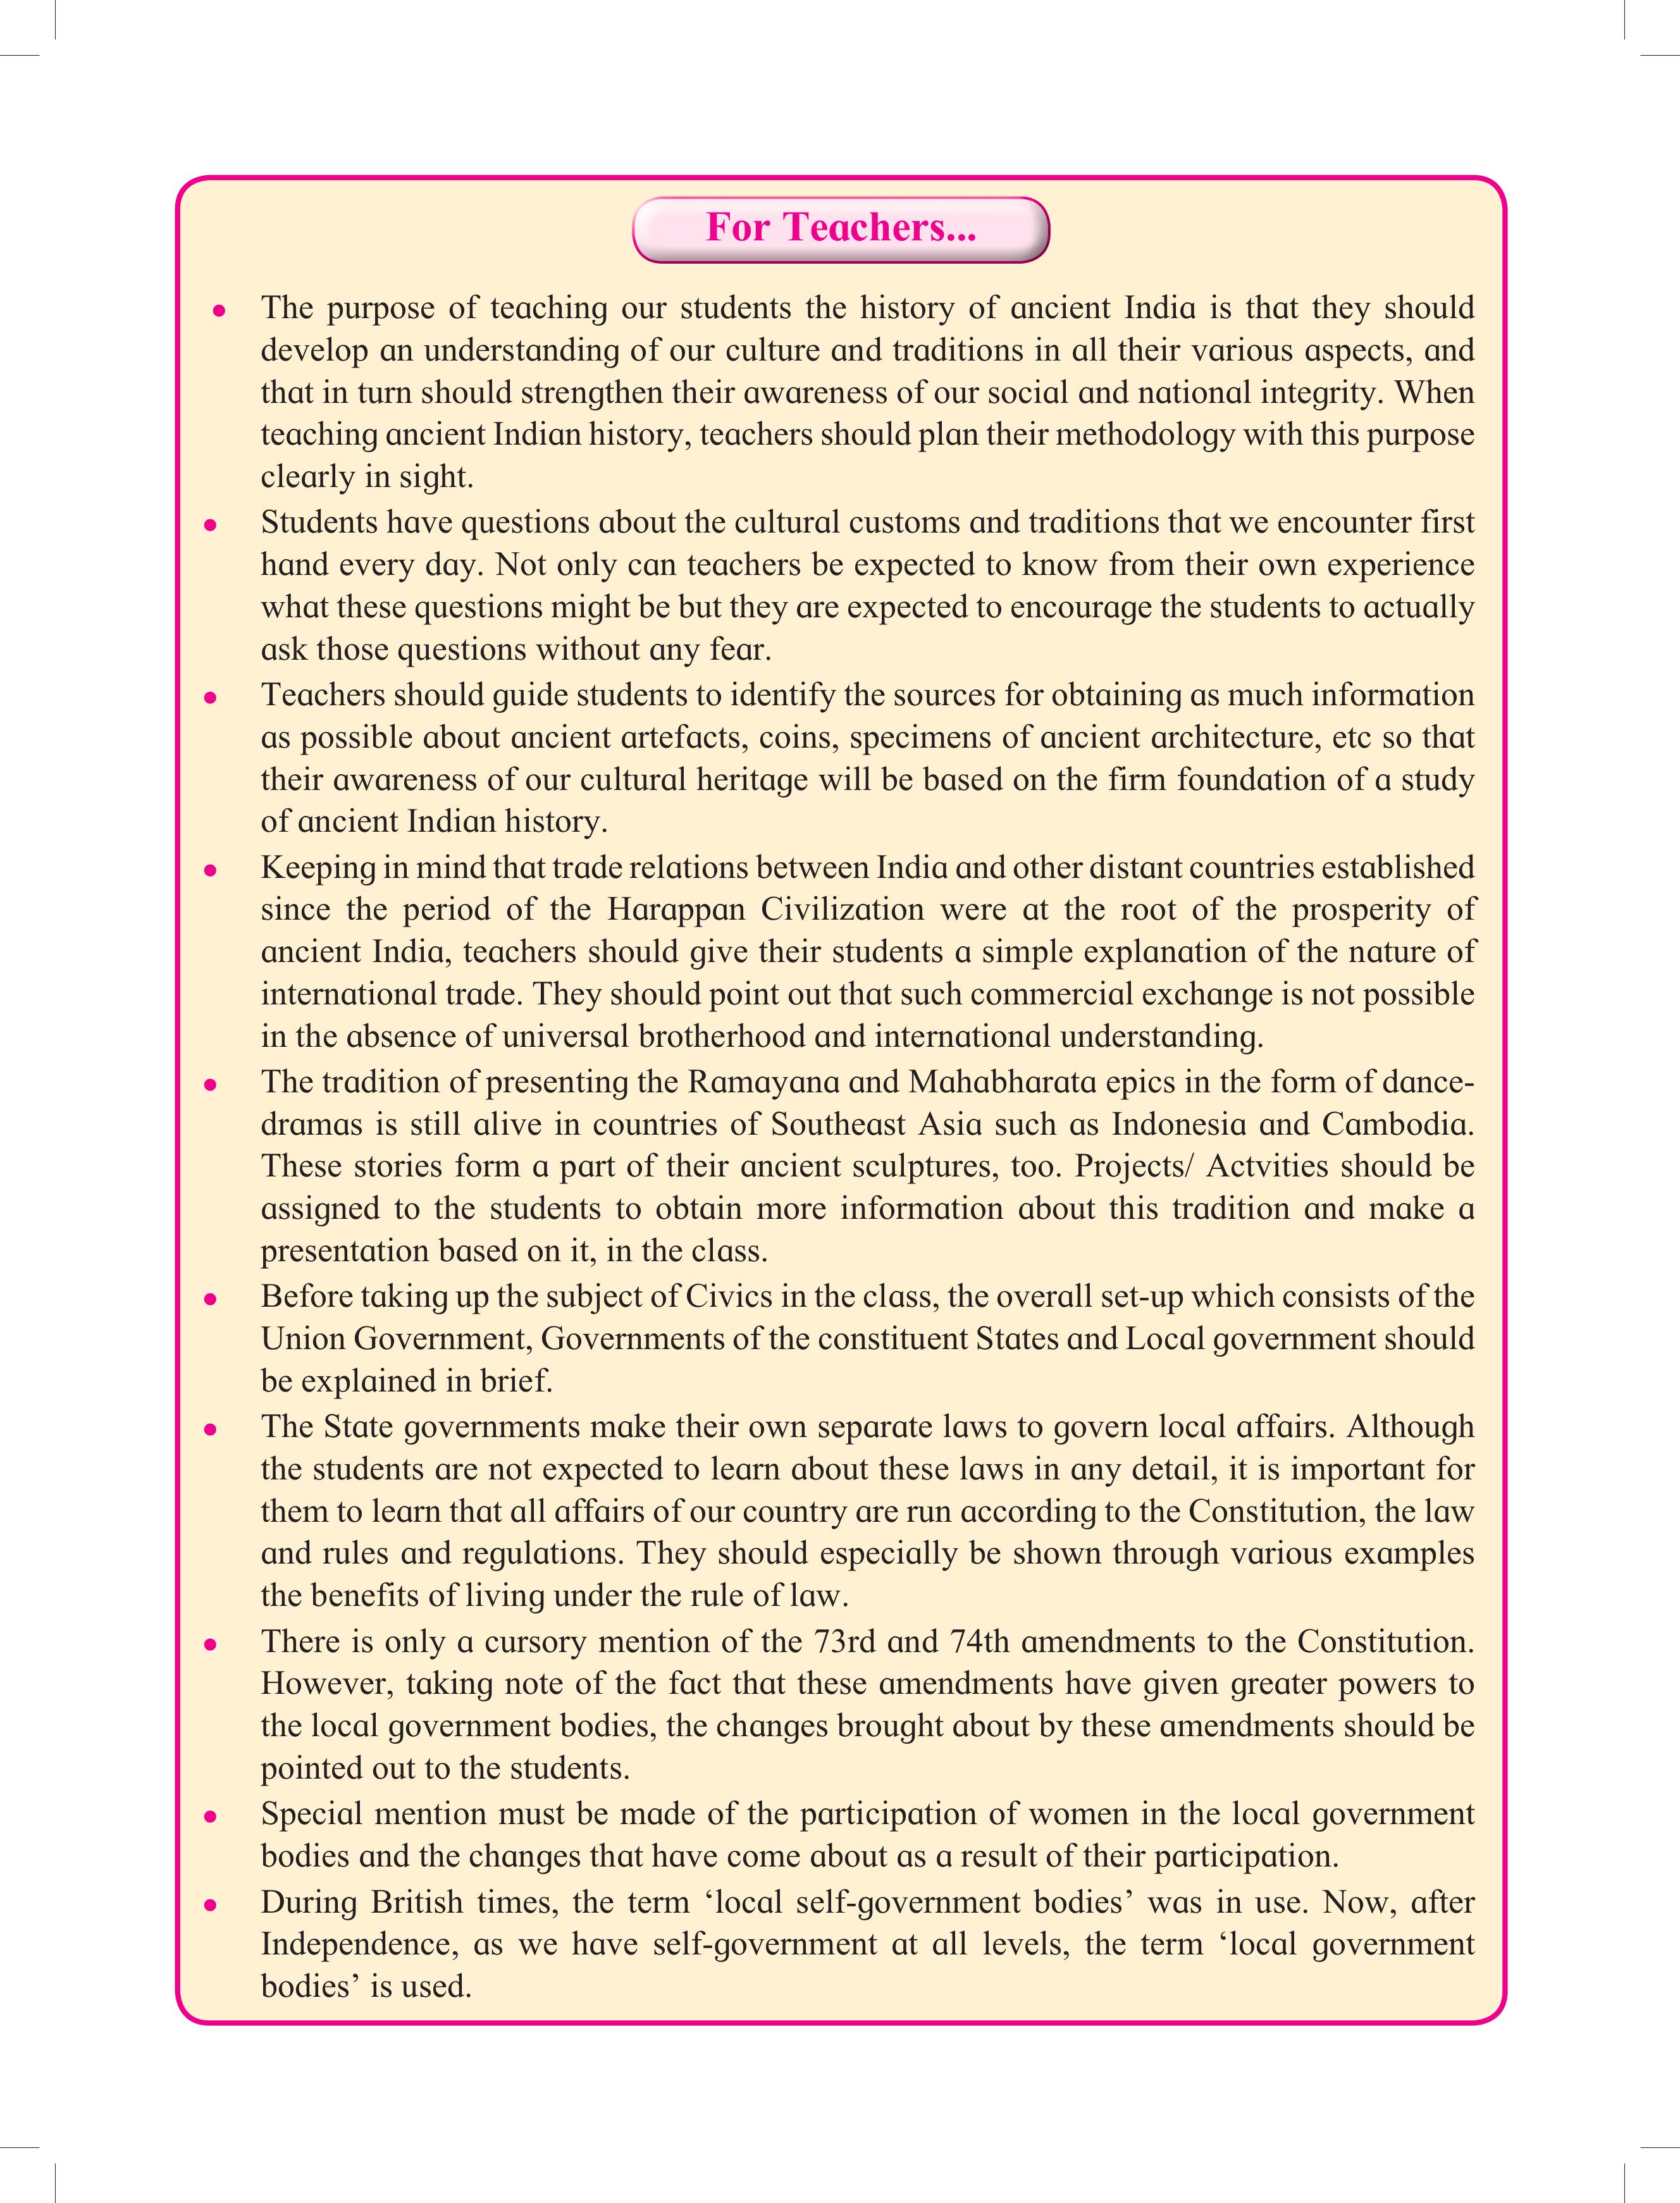 For Teachers...
• The purpose of teaching our students the history of ancient India is that they should
develop an understanding of our culture and traditions in all their various aspects, and
that in turn should strengthen their awareness of our social and national integrity. When
teaching ancient Indian history, teachers should plan their methodology with this purpose
clearly in sight.
• Students have questions about the cultural customs and traditions that we encounter first
hand every day. Not only can teachers be expected to know from their own experience
what these questions might be but they are expected to encourage the students to actually
ask those questions without any fear.
• Teachers should guide students to identify the sources for obtaining as much information
as possible about ancient artefacts, coins, specimens of ancient architecture, etc so that
their awareness of our cultural heritage will be based on the firm foundation of a study
of ancient Indian history.
• Keeping in mind that trade relations between India and other distant countries established
since the period of the Harappan Civilization were at the root of the prosperity of
ancient India, teachers should give their students a simple explanation of the nature of
international trade. They should point out that such commercial exchange is not possible
in the absence of universal brotherhood and international understanding.
• The tradition of presenting the Ramayana and Mahabharata epics in the form of dance-
dramas is still alive in countries of Southeast Asia such as Indonesia and Cambodia.
These stories form a part of their ancient sculptures, too. Projects/ Actvities should be
assigned to the students to obtain more information about this tradition and make a
presentation based on it, in the class.
• Before taking up the subject of Civics in the class, the overall set-up which consists of the
Union Government, Governments of the constituent States and Local government should
be explained in brief.
• The State governments make their own separate laws to govern local affairs. Although
the students are not expected to learn about these laws in any detail, it is important for
them to learn that all affairs of our country are run according to the Constitution, the law
and rules and regulations. They should especially be shown through various examples
the benefits of living under the rule of law.
• There is only a cursory mention of the 73rd and 74th amendments to the Constitution.
However, taking note of the fact that these amendments have given greater powers to
the local government bodies, the changes brought about by these amendments should be
pointed out to the students.
• Special mention must be made of the participation of women in the local government
bodies and the changes that have come about as a result of their participation.
• During British times, the term ‘local self-government bodies’ was in use. Now, after
Independence, as we have self-government at all levels, the term ‘local government
bodies’ is used.